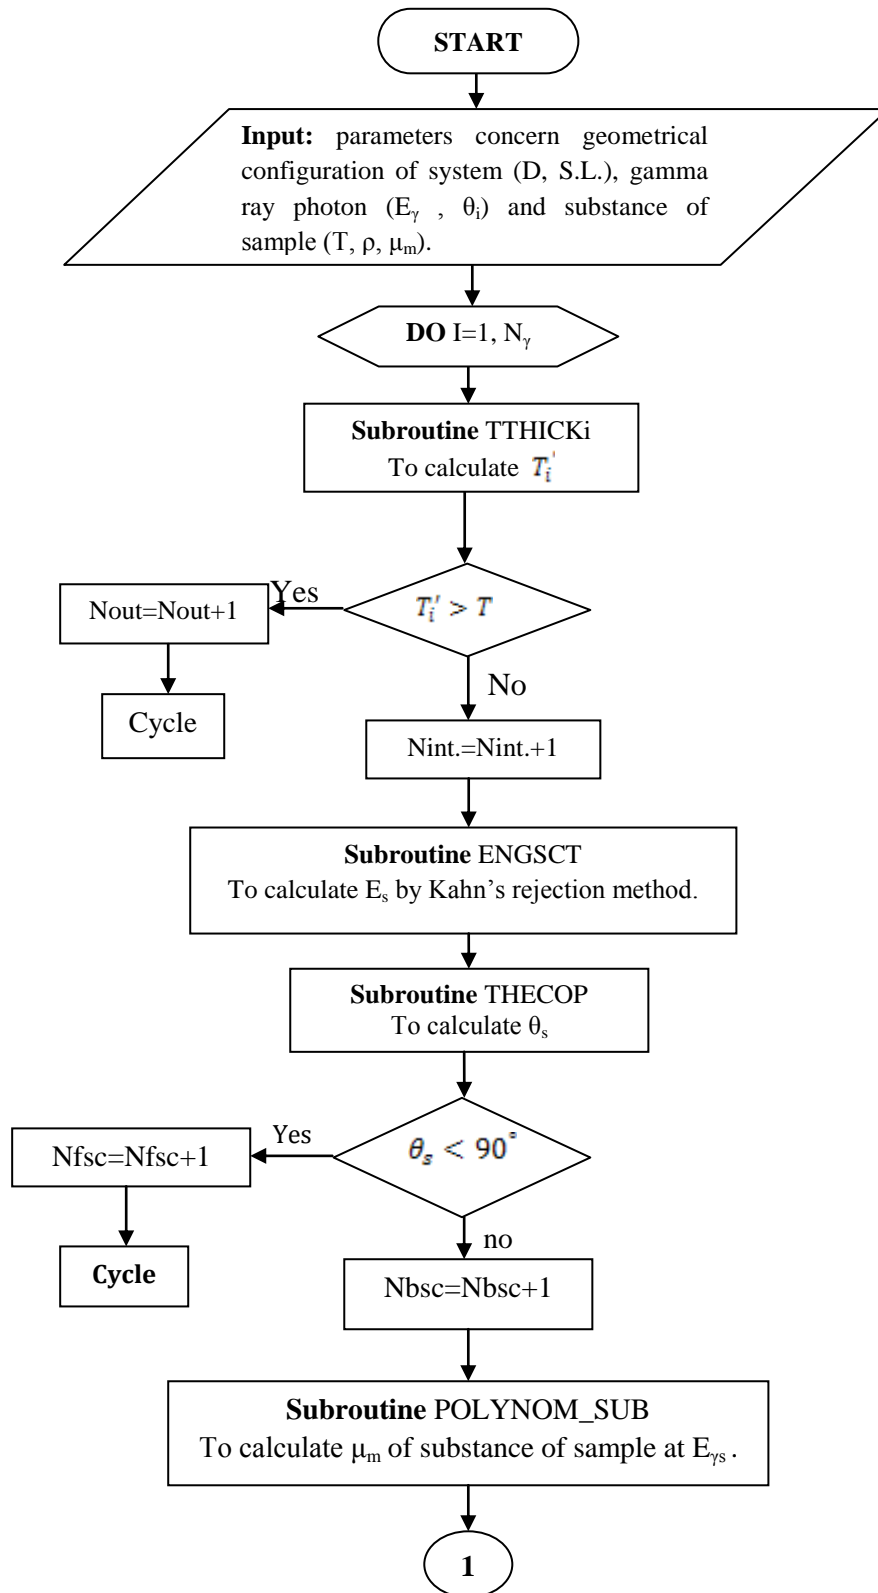 START
Input: parameters concern geometrical
configuration of system (D, S.L.), gamma
ray photon (Eγ , θi) and substance of
sample (T, ρ, μm).
DO I=1, Nγ
Subroutine TTHICKi
To calculate Ti'
Yes
Nout=Nout+1
Ti' > T
No
Cycle
Nint.=Nint.+1
Subroutine ENGSCT
To calculate Es by Kahn’s rejection method.
Subroutine THECOP
To calculate θs
Yes
Nfsc=Nfsc+1
θs < 90°
no
Cycle
Nbsc=Nbsc+1
Subroutine POLYNOM_SUB
To calculate μm of substance of sample at Eγs .
1